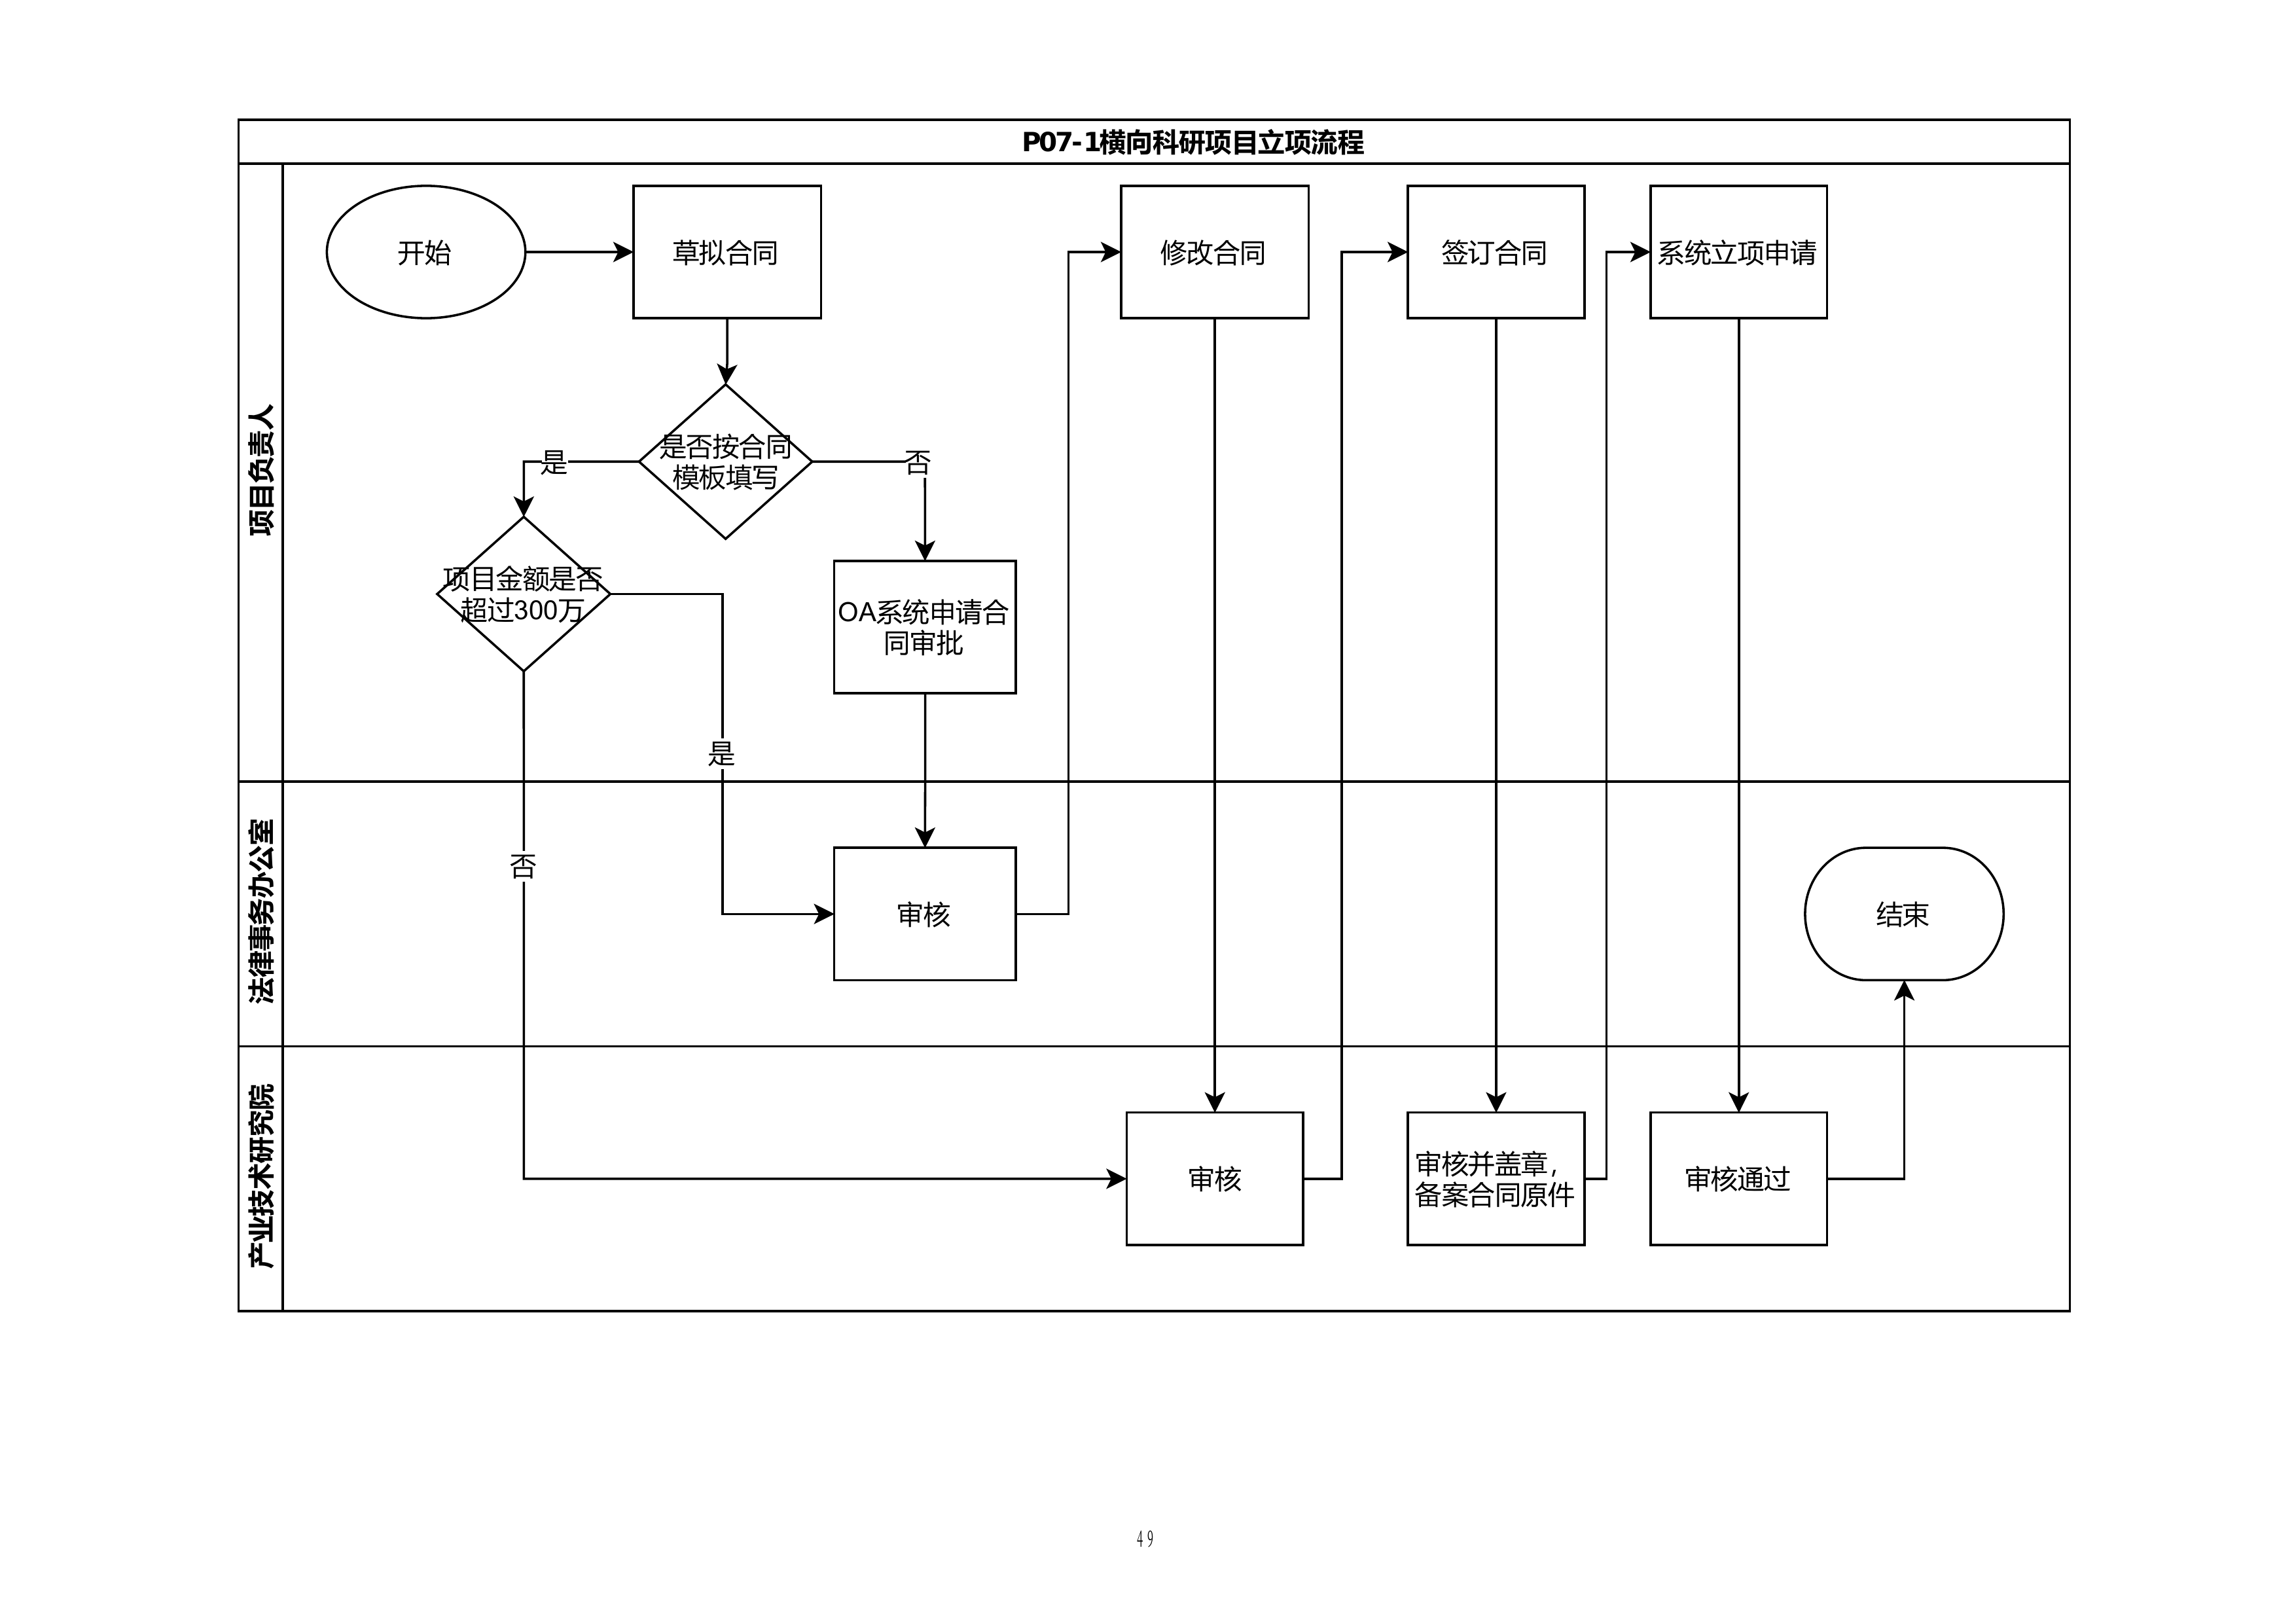 P07-1横向科研项目立项流程
项目负责人
开始
草拟合同
修改合同
签订合同
系统立项申请
是否按合同
模板填写
是
否
项目金额是否
超过300万
OA系统申请合
同审批
是
法律事务办公室
否
审核
结束
产业技术研究院
审核
审核并盖章，
备案合同原件
审核通过
49